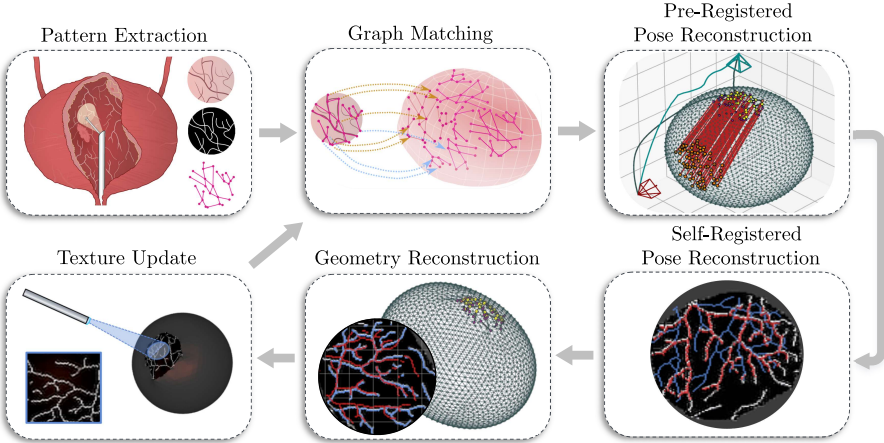 Pattern Extraction
Graph Matching
Pre-Registered
Pose Reconstruction
Texture Update
Geometry Reconstruction
Self-Registered
Pose Reconstruction